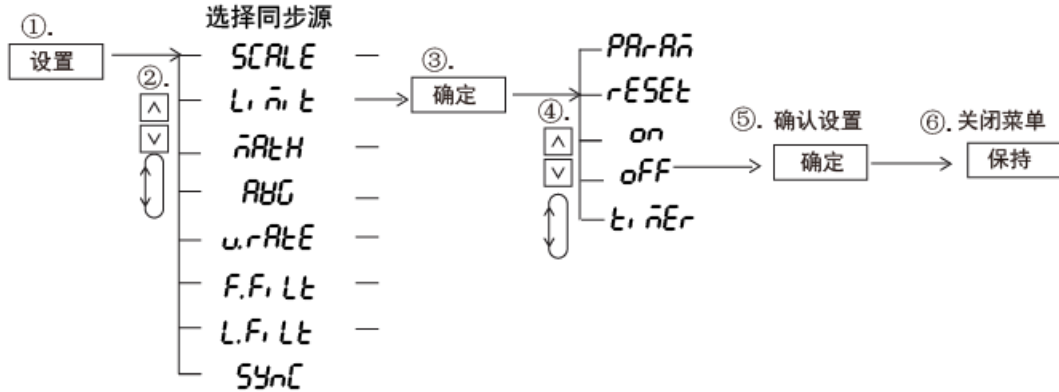 选择同步源
①.
设置
②.
SCALE
Limit
mAtH
AVG
u.rAtE
F.FiLt
L.FiLt
SYnC
③.
确定
④.
PArAm
rESEt
on
oFF
timEr
⑤. 确认设置
确定
⑥. 关闭菜单
保持